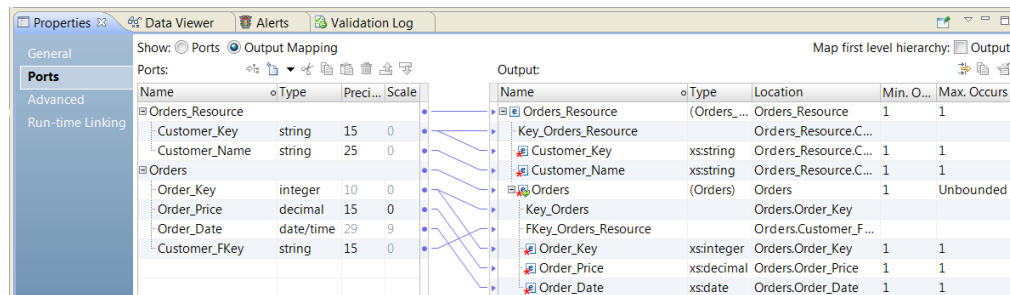 Properties Data Viewer Alerts Validation Log
General
Ports
Advanced
Run-time Linking
Show: Ports Output Mapping Map first level hierarchy: Output
Ports: Output:
Name Type Preci... Scale Name Type Location Min. O... Max. Occurs
Orders_Resource Orders_Resource (Orders_... Orders_Resource 1 1
Customer_Key string 15 0 Key_Orders_Resource Orders_Resource.C...
Customer_Name string 25 0 Customer_Key xs:string Orders_Resource.C... 1 1
Orders Customer_Name xs:string Orders_Resource.C... 1 1
Order_Key integer 10 0 Orders (Orders) Orders 1 Unbounded
Order_Price decimal 15 0 Key_Orders Orders.Order_Key
Order_Date date/time 29 9 FKey_Orders_Resource Orders.Customer_F...
Customer_FKey string 15 0 Order_Key xs:integer Orders.Order_Key 1 1
Order_Price xs:decimal Orders.Order_Price 1 1
Order_Date xs:date Orders.Order_Date 1 1